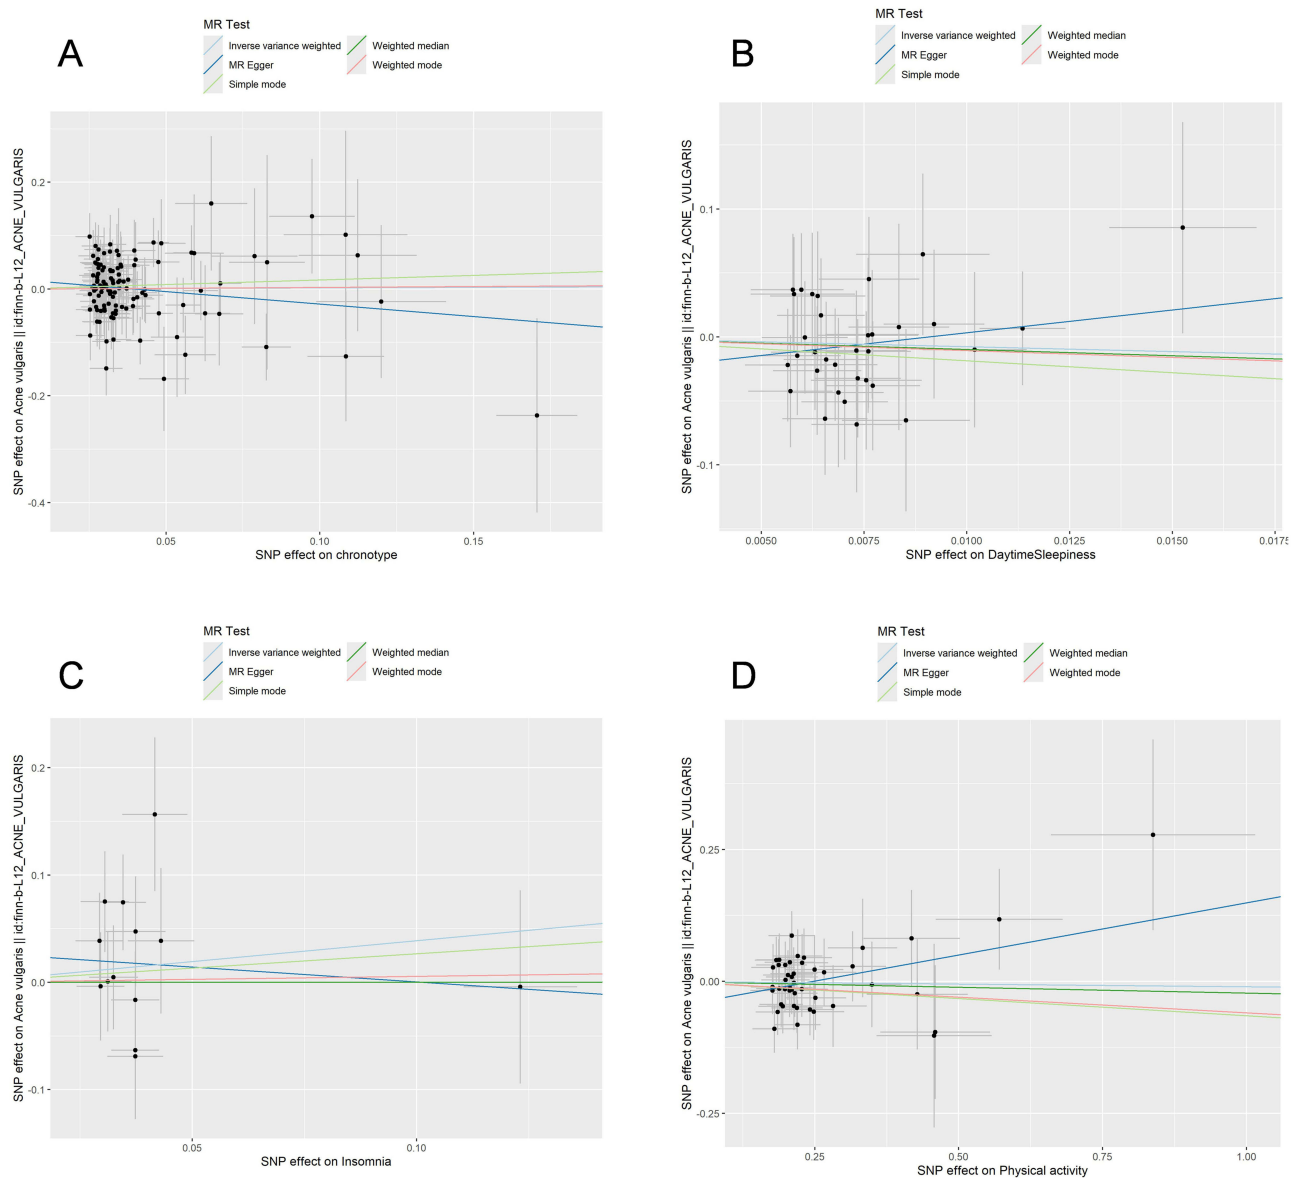 A
MR Test
Inverse variance weighted
Weighted median
MR Egger
Weighted mode
Simple mode
SNP effect on Acne vulgaris || id:finn-b-L12_ACNE_VULGARIS
0.2
0.0
-0.2
-0.4
0.05
0.10
0.15
SNP effect on chronotype
B
MR Test
Inverse variance weighted
Weighted median
MR Egger
Weighted mode
Simple mode
SNP effect on Acne vulgaris || id:finn-b-L12_ACNE_VULGARIS
0.1
0.0
-0.1
0.0050
0.0075
0.0100
0.0125
0.0150
0.0175
SNP effect on DaytimeSleepiness
C
MR Test
Inverse variance weighted
Weighted median
MR Egger
Weighted mode
Simple mode
SNP effect on Acne vulgaris || id:finn-b-L12_ACNE_VULGARIS
0.2
0.1
0.0
-0.1
0.05
0.10
SNP effect on Insomnia
D
MR Test
Inverse variance weighted
Weighted median
MR Egger
Weighted mode
Simple mode
SNP effect on Acne vulgaris || id:finn-b-L12_ACNE_VULGARIS
0.25
0.00
-0.25
0.25
0.50
0.75
1.00
SNP effect on Physical activity